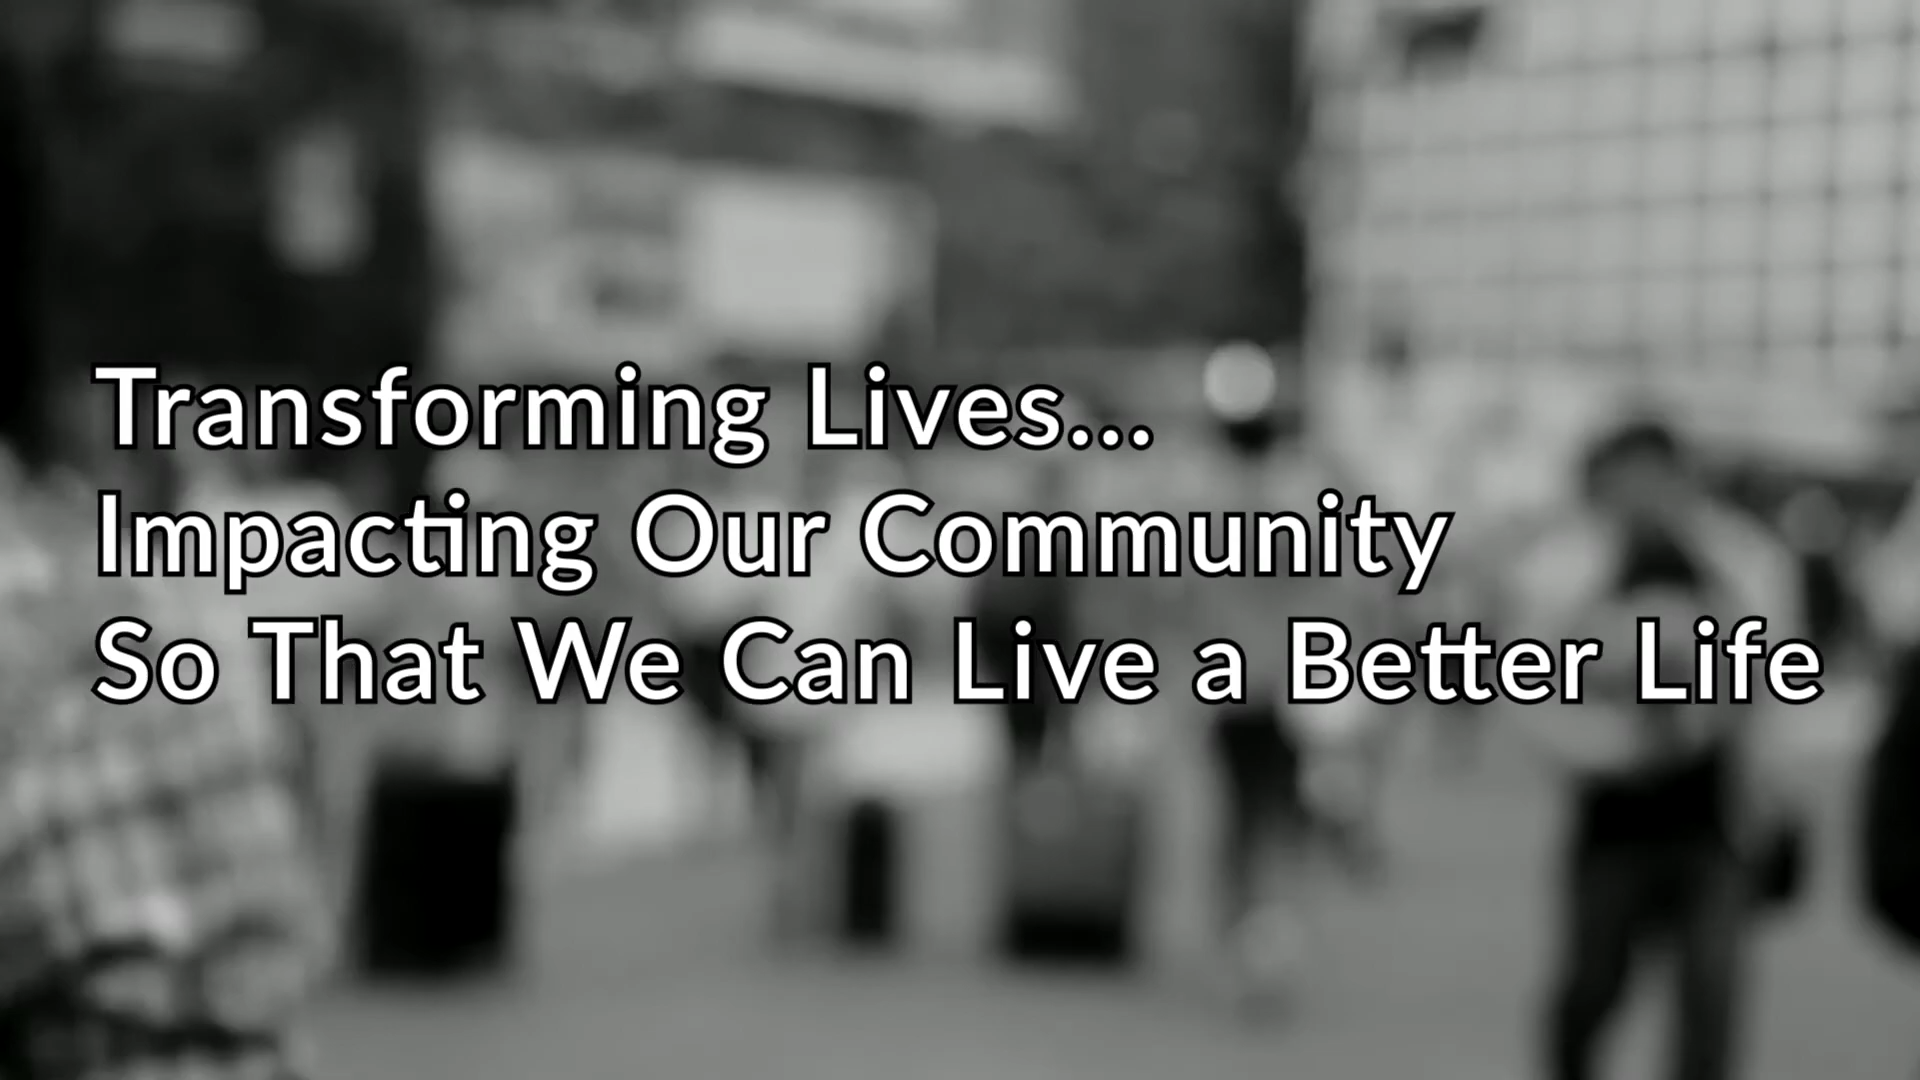 Transforming Lives...
Impacting Our Community
So That We Can Live a Better Life